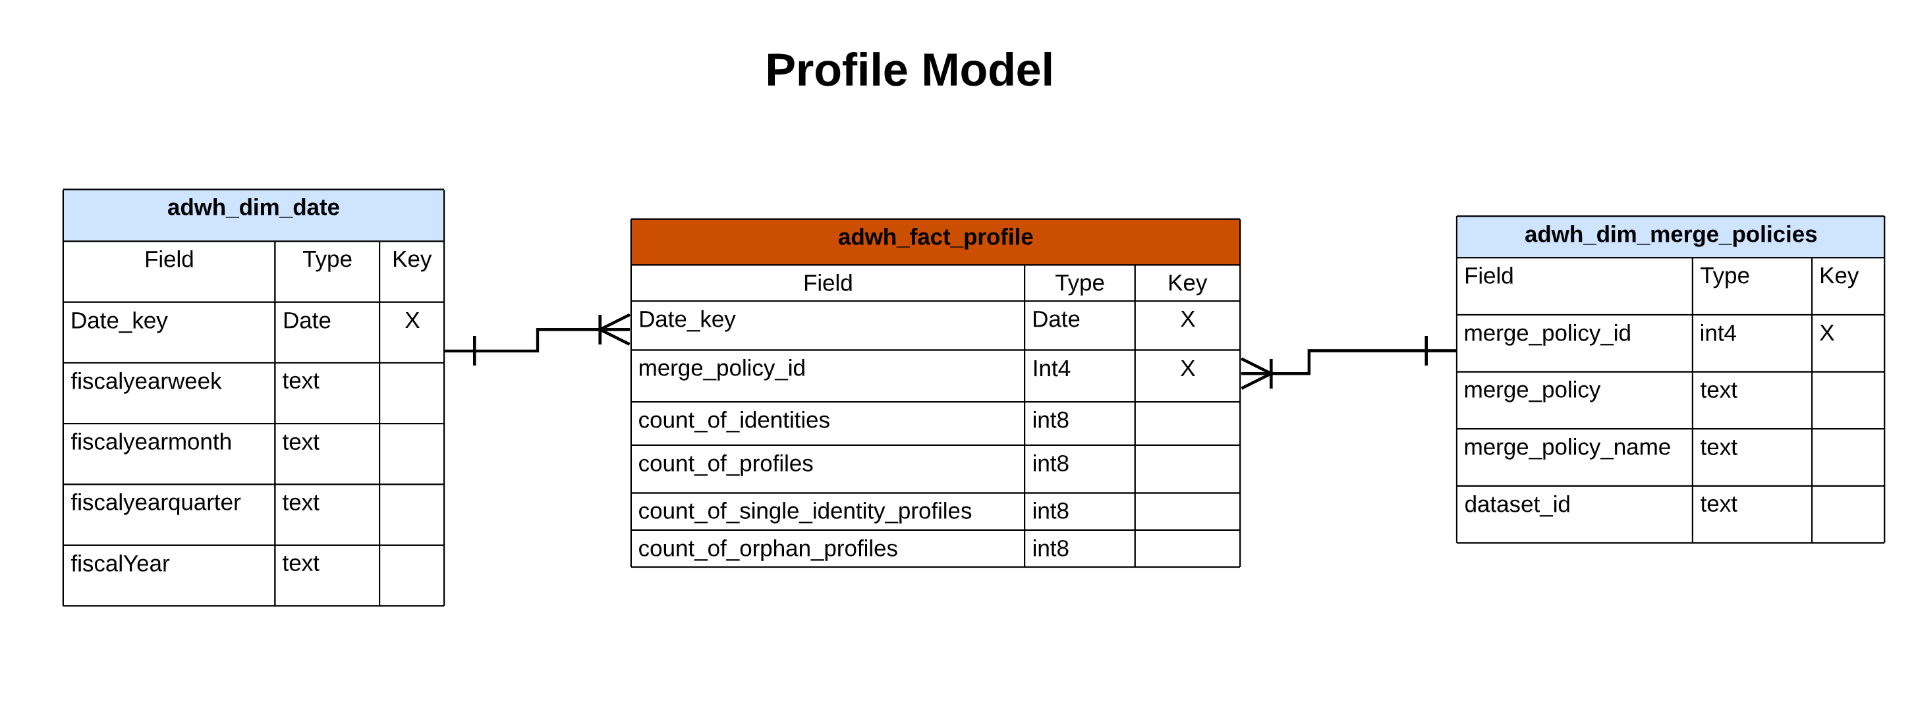 Profile Model
adwh_dim_date
Field Type Key
Date_key Date X
fiscalyearweek text
fiscalyearmonth text
fiscalyearquarter text
fiscalYear text
adwh_fact_profile
Field Type Key
Date_key Date X
merge_policy_id Int4 X
count_of_identities int8
count_of_profiles int8
count_of_single_identity_profiles int8
count_of_orphan_profiles int8
adwh_dim_merge_policies
Field Type Key
merge_policy_id int4 X
merge_policy text
merge_policy_name text
dataset_id text